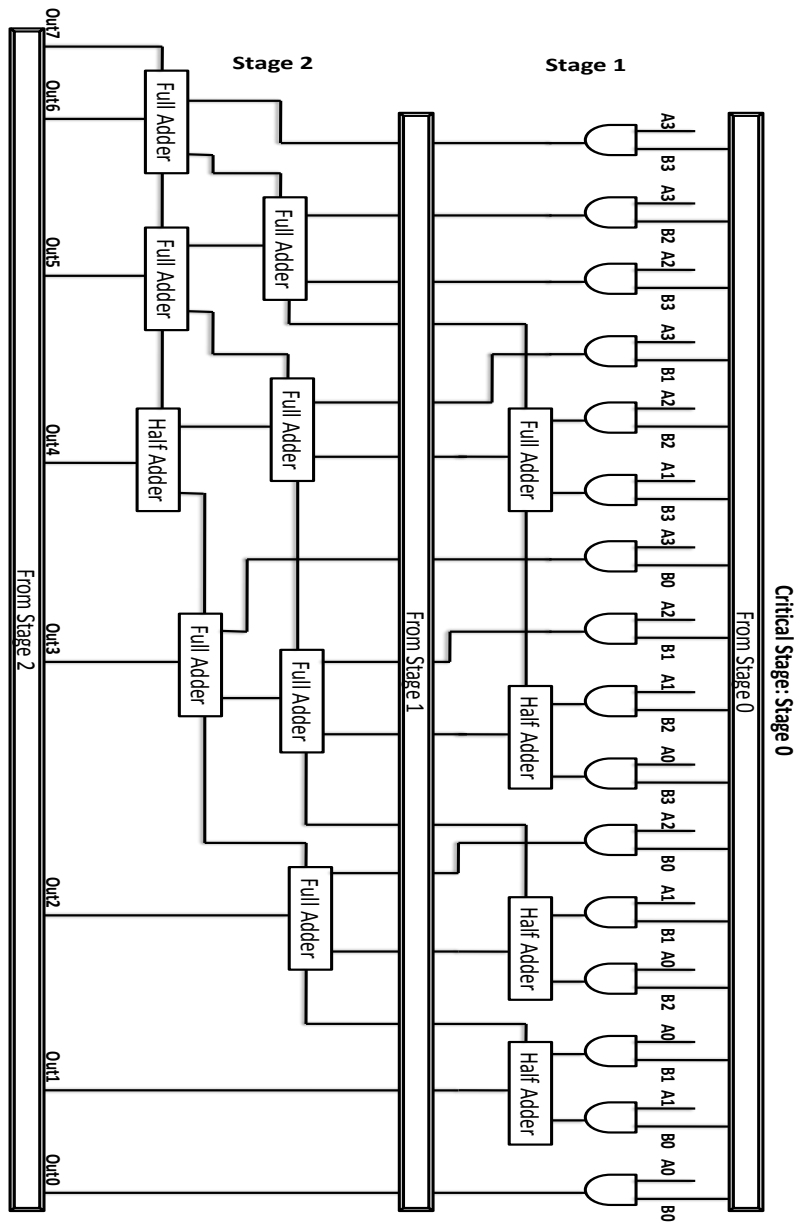 Critical Stage: Stage 0
From Stage 0
A3 B3 A3 B2 A2 B3 A3 B1 A2 B2 A1 B3 A3 B0 A2 B1 A1 B2 A0 B3 A2 B0 A1 B1 A0 B2 A0 B1 A1 B0 A0 B0
Stage 1
Full Adder
Half Adder
Half Adder
Half Adder
From Stage 1
Stage 2
Full Adder
Full Adder
Full Adder
Full Adder
Full Adder
Full Adder
Half Adder
Full Adder
Out7 Out6 Out5 Out4 Out3 Out2 Out1 Out0
From Stage 2